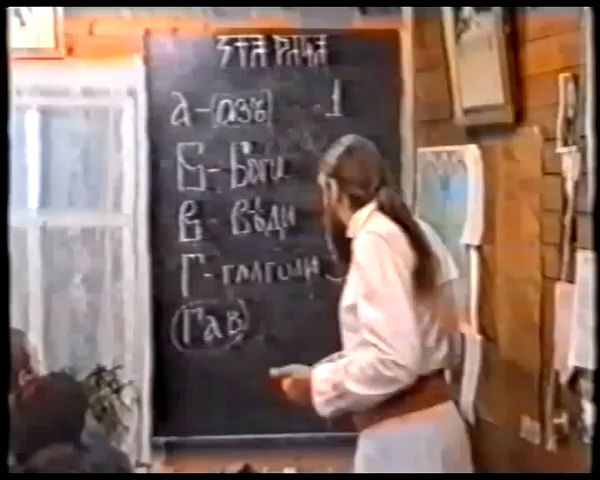 А - (азъ) 1
Б - Боги
В - Вѣди
Г - глаголи
(Гав)